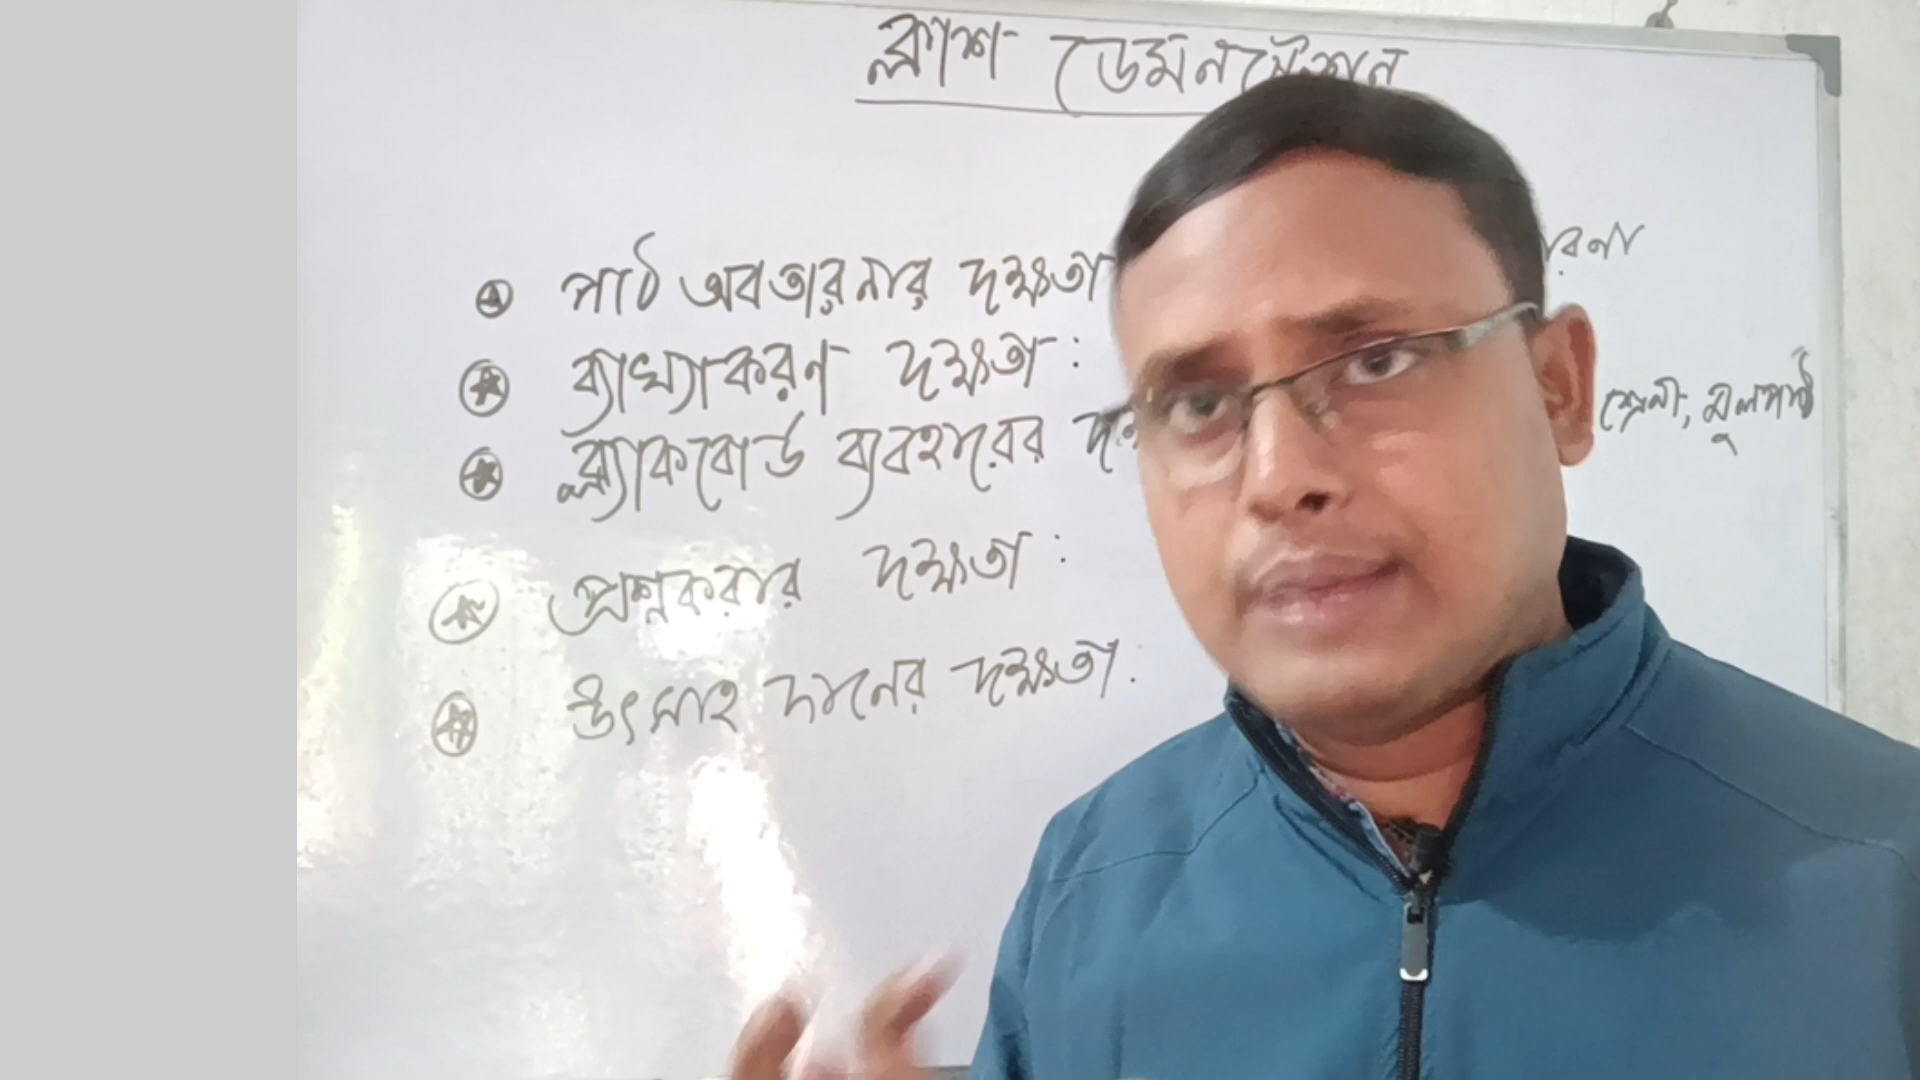 ক্লাশ ডেমনস্ট্রেশন
পাঠ অবতারনার দক্ষতা
ব্যাখ্যাকরণ দক্ষতা :
ব্ল্যাকবোর্ড ব্যবহারের শ্রেনী, মুলপাঠ
প্রশ্নকরার দক্ষতা :
উৎসাহ দানের দক্ষতা :